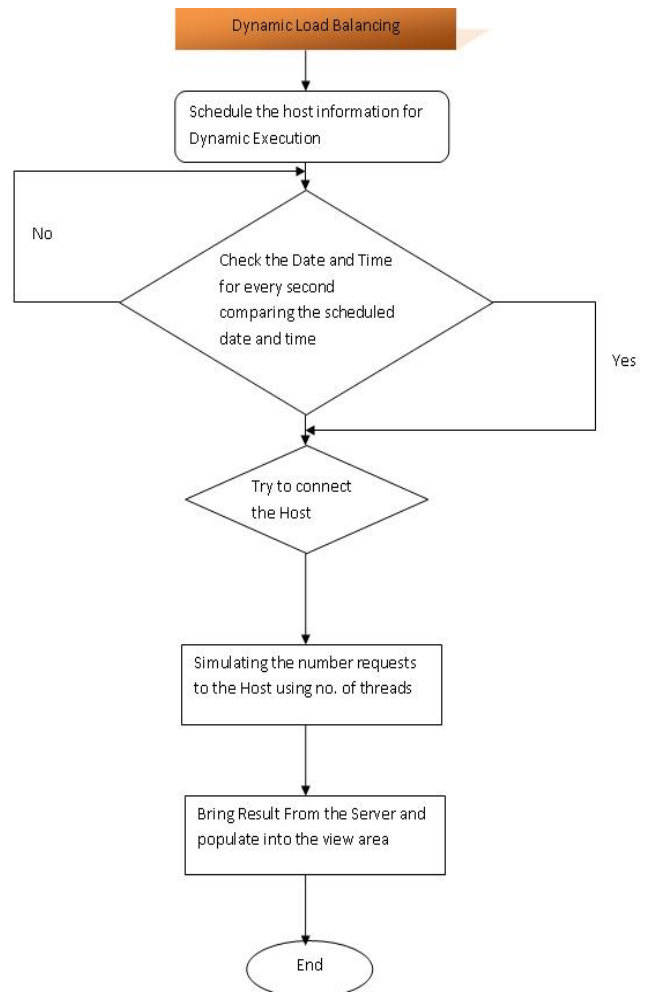 Dynamic Load Balancing
Schedule the host information for
Dynamic Execution
No
Check the Date and Time
for every second
comparing the scheduled
date and time
Yes
Try to connect
the Host
Simulating the number requests
to the Host using no. of threads
Bring Result From the Server and
populate into the view area
End